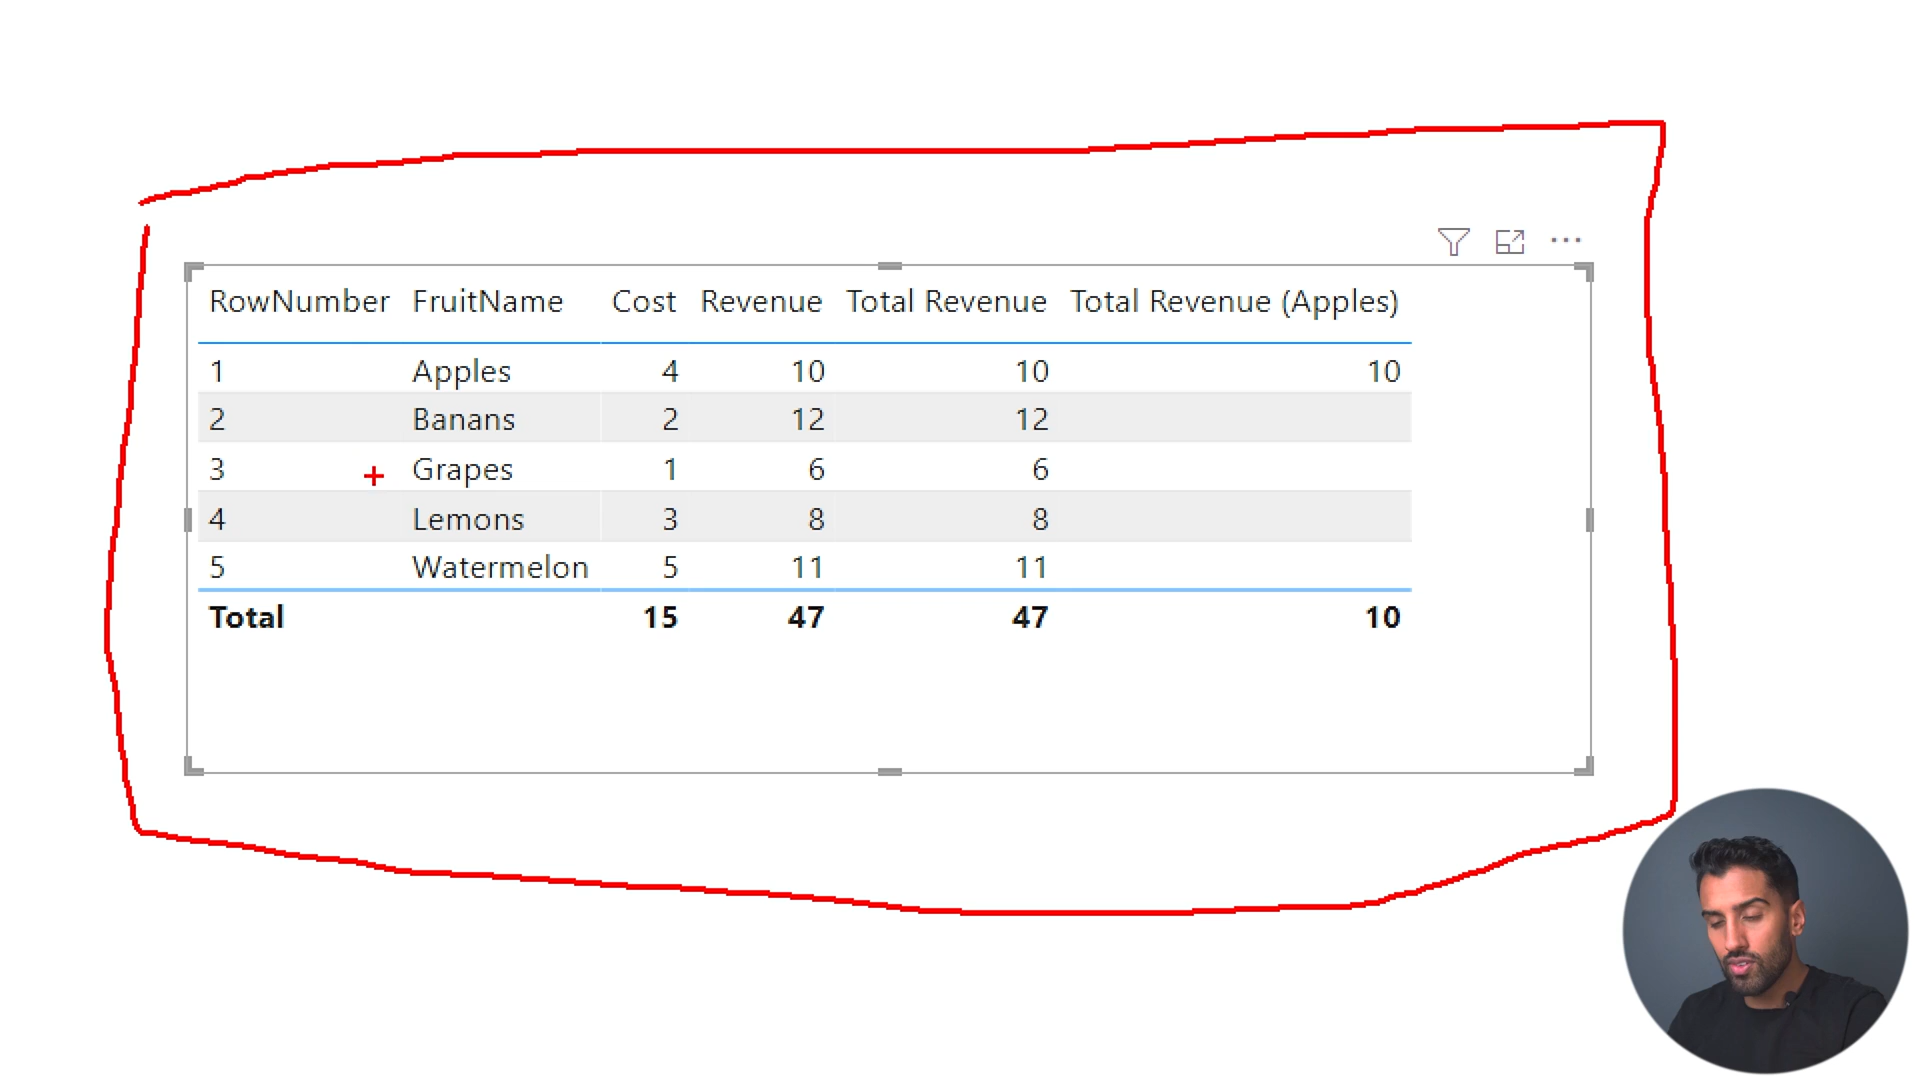 RowNumber FruitName Cost Revenue Total Revenue Total Revenue (Apples)
1 Apples 4 10 10 10
2 Banans 2 12 12
3 Grapes 1 6 6
4 Lemons 3 8 8
5 Watermelon 5 11 11
Total 15 47 47 10